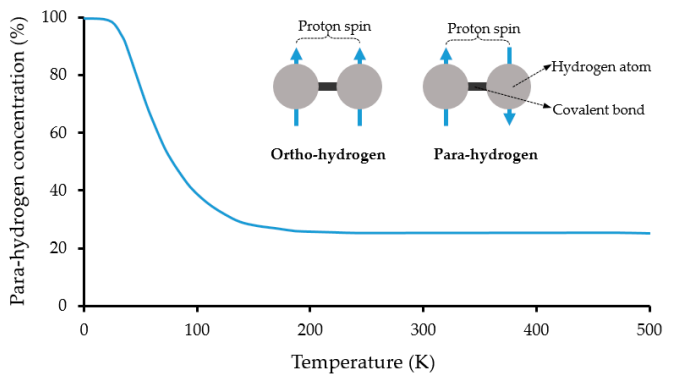 Para-hydrogen concentration (%)
100
80
60
40
20
0
0 100 200 300 400 500
Temperature (K)
Proton spin
Proton spin
Hydrogen atom
Covalent bond
Ortho-hydrogen
Para-hydrogen